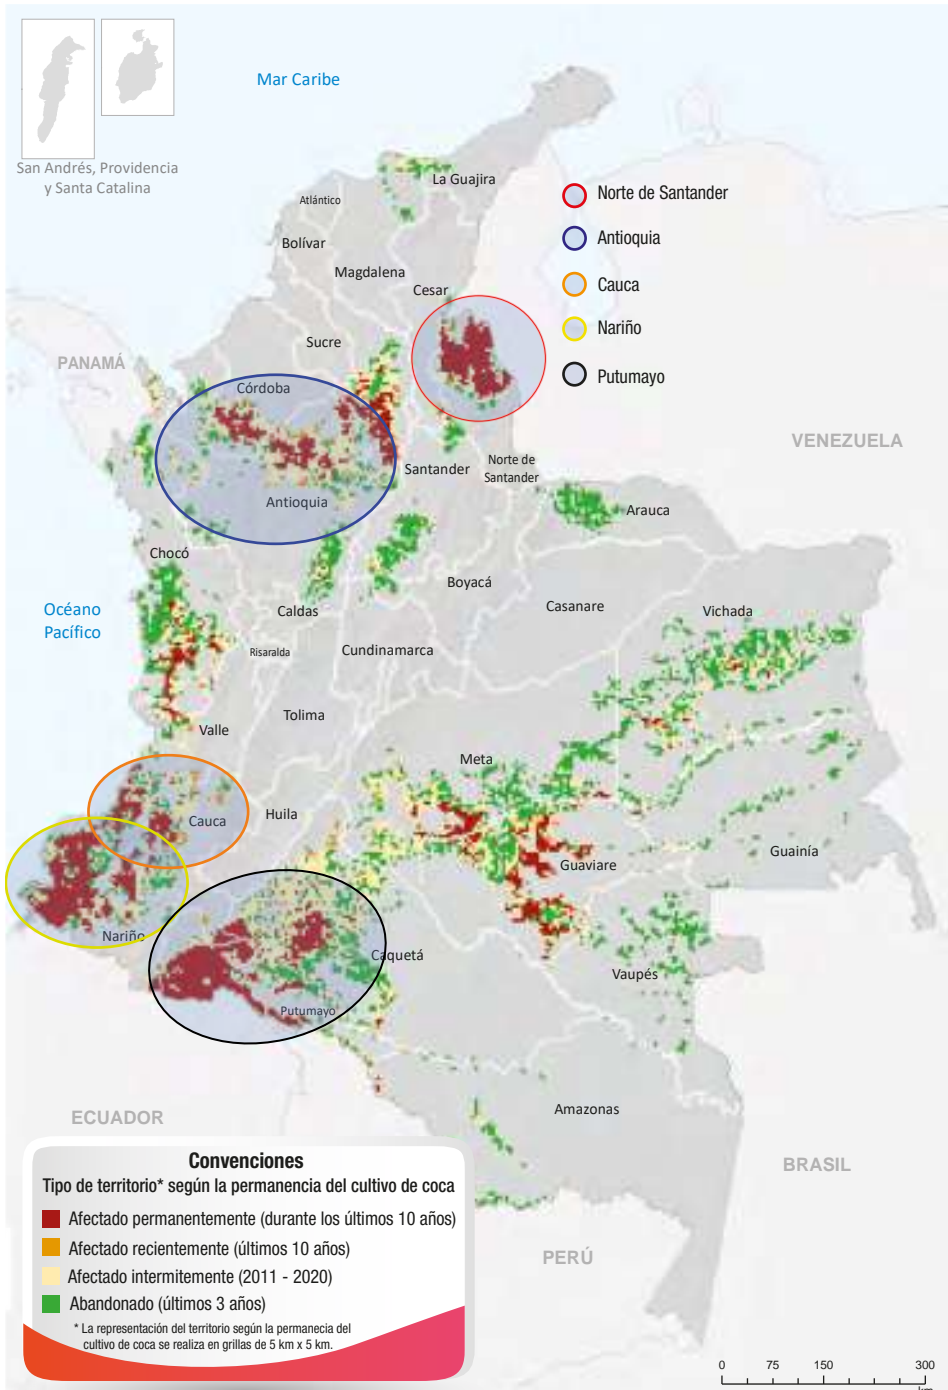 Mar Caribe
San Andrés, Providencia
y Santa Catalina
La Guajira
Atlántico
Norte de Santander
Bolívar
Antioquia
Magdalena
Cesar
Cauca
Nariño
Sucre
PANAMÁ
Putumayo
Córdoba
VENEZUELA
Santander
Norte de
Santander
Antioquia
Arauca
Chocó
Boyacá
Océano
Pacífico
Caldas
Casanare
Vichada
Risaralda
Cundinamarca
Tolima
Valle
Meta
Huila
Cauca
Guaviare
Guainía
Nariño
Caquetá
Vaupés
Putumayo
Amazonas
ECUADOR
BRASIL
PERÚ
Convenciones
Tipo de territorio* según la permanencia del cultivo de coca
Afectado permanentemente (durante los últimos 10 años)
Afectado recientemente (últimos 10 años)
Afectado intermitemente (2011 - 2020)
Abandonado (últimos 3 años)
* La representación del territorio según la permanecia del
cultivo de coca se realiza en grillas de 5 km x 5 km.
0 75 150 300
km